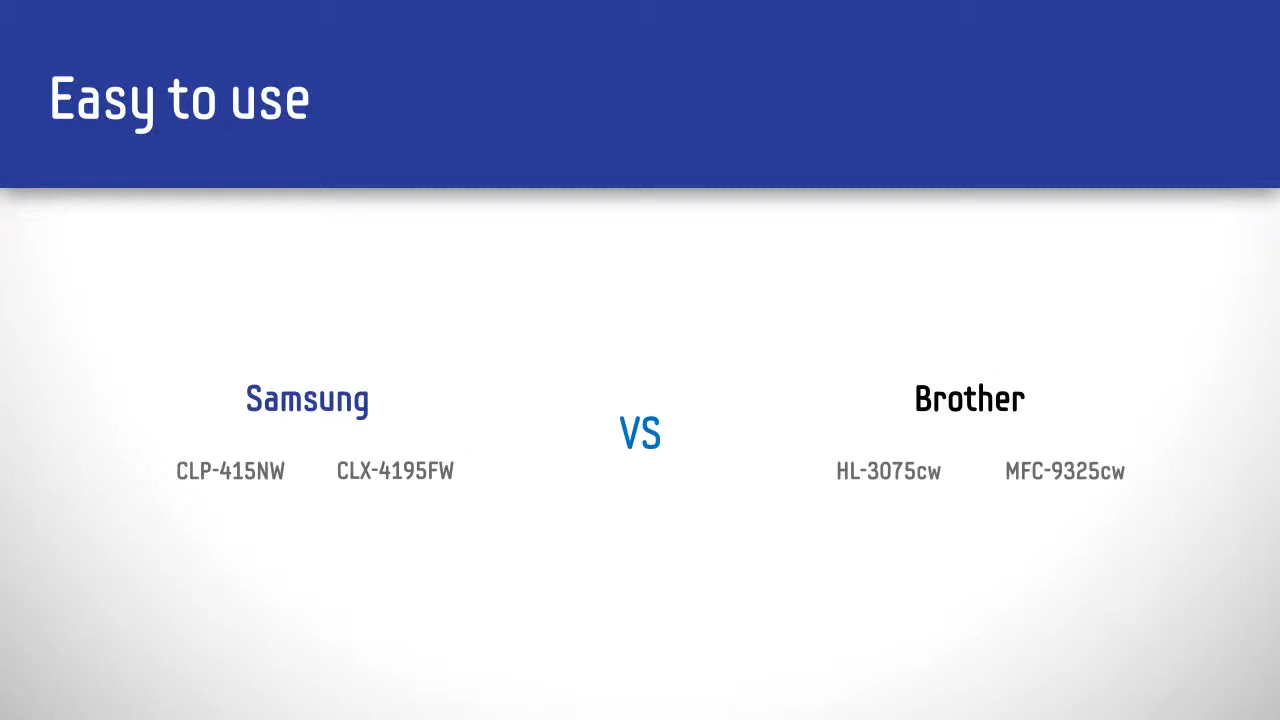 Easy to use
Samsung
VS
Brother
CLP-415NW CLX-4195FW
HL-3075cw MFC-9325cw